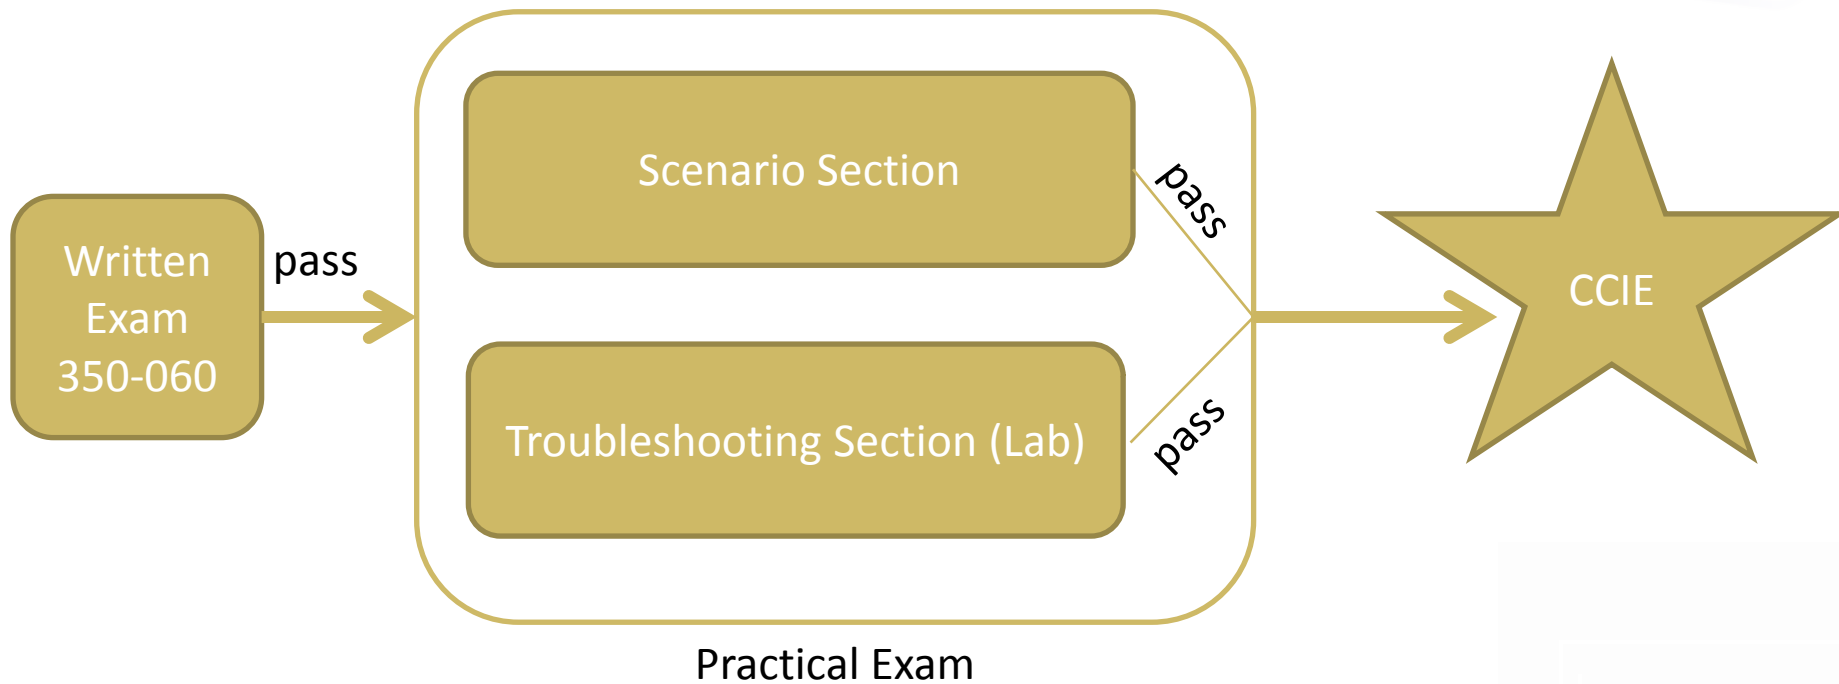 Written
Exam
350-060
pass
Scenario Section
Troubleshooting Section (Lab)
pass
pass
CCIE
Practical Exam